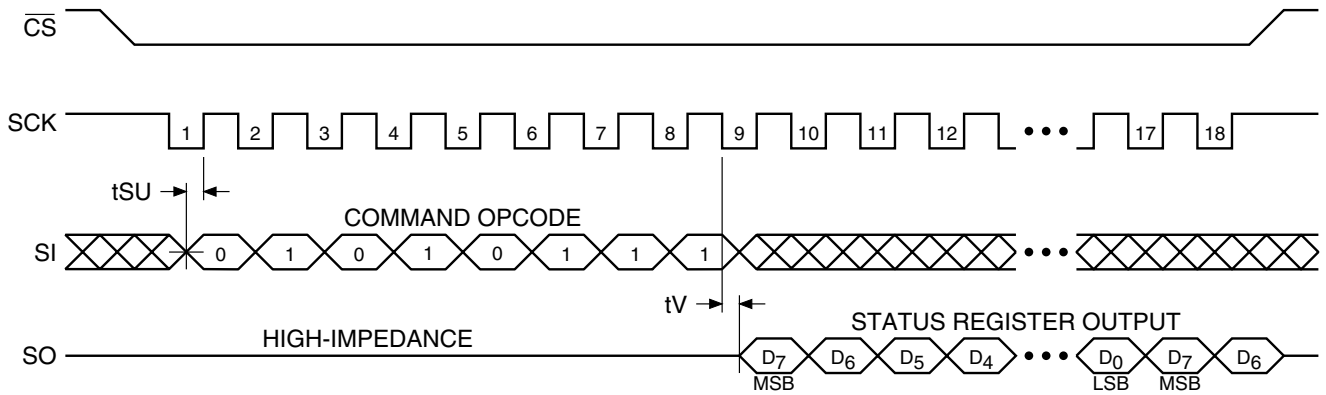 CS
SCK 1 2 3 4 5 6 7 8 9 10 11 12 17 18
tSU
COMMAND OPCODE
SI 0 1 0 1 0 1 1 1
tV
HIGH-IMPEDANCE STATUS REGISTER OUTPUT
SO D7 D6 D5 D4 D0 D7 D6
MSB LSB MSB